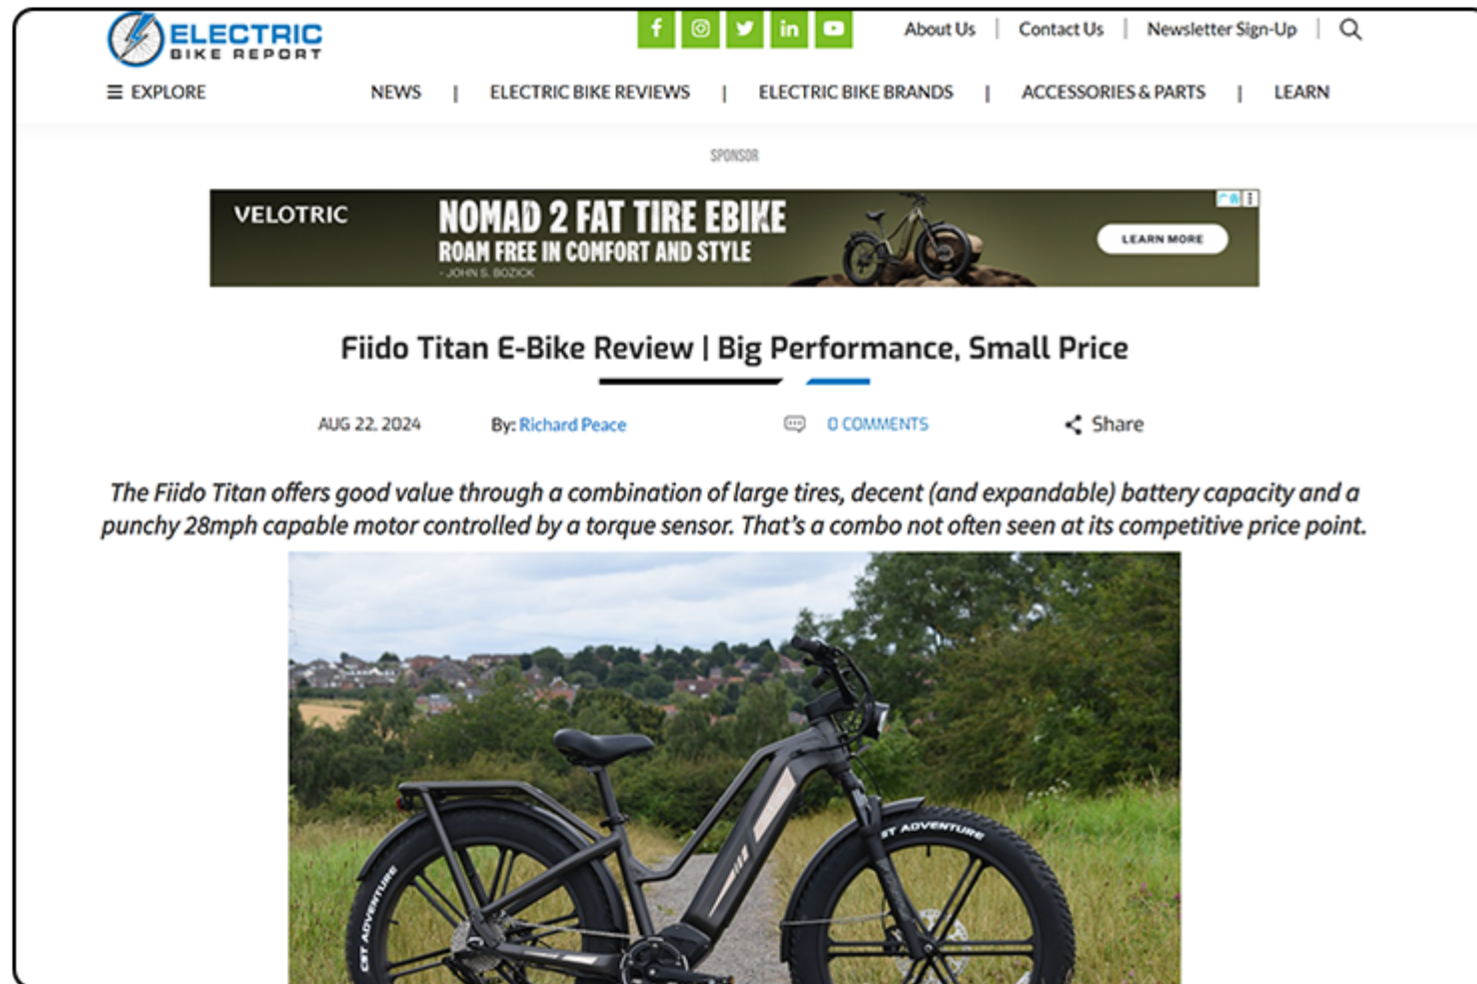 ELECTRIC
BIKE REPORT
About Us | Contact Us | Newsletter Sign-Up |
EXPLORE
NEWS | ELECTRIC BIKE REVIEWS | ELECTRIC BIKE BRANDS | ACCESSORIES & PARTS | LEARN
SPONSOR
VELOTRIC
NOMAD 2 FAT TIRE EBIKE
ROAM FREE IN COMFORT AND STYLE
- JOHN S. BOZICK
LEARN MORE
Fiido Titan E-Bike Review | Big Performance, Small Price
AUG 22, 2024
By: Richard Peace
0 COMMENTS
Share
The Fiido Titan offers good value through a combination of large tires, decent (and expandable) battery capacity and a
punchy 28mph capable motor controlled by a torque sensor. That's a combo not often seen at its competitive price point.
ST ADVENTURE
CST ADVENTURE